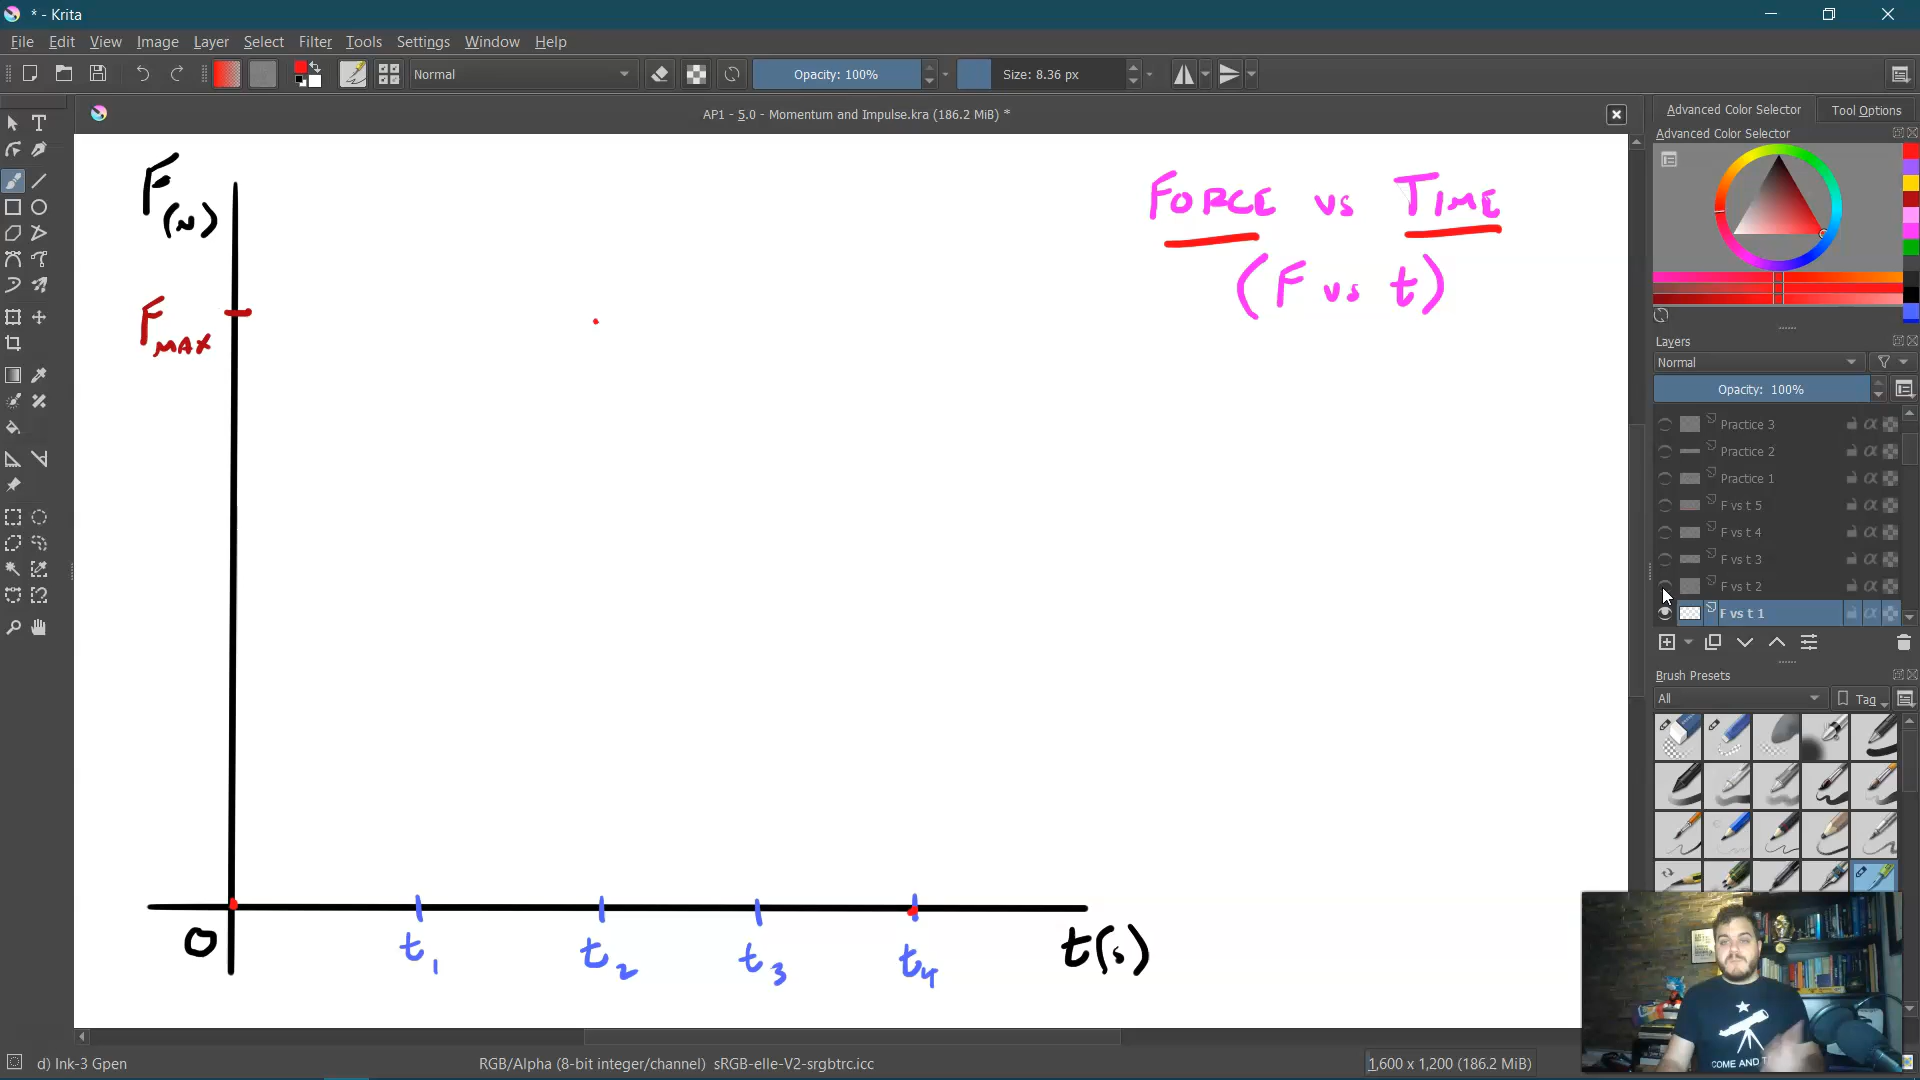 * - Krita
File Edit View Image Layer Select Filter Tools Settings Window Help
Normal Opacity: 100% Size: 8.36 px
AP1 - 5.0 - Momentum and Impulse.kra (186.2 MiB) *
Advanced Color Selector Tool Options
Advanced Color Selector
F
(N)
FORCE vs TIME
(F vs t)
F MAX
0
t1 t2 t3 t4 t(s)
Layers
Normal
Opacity: 100%
Practice 3
Practice 2
Practice 1
F vs t 5
F vs t 4
F vs t 3
F vs t 2
F vs t 1
Brush Presets
All Tag
COME AND T
d) Ink-3 Gpen RGB/Alpha (8-bit integer/channel) sRGB-elle-V2-srgbtrc.icc 1,600 x 1,200 (186.2 MiB)